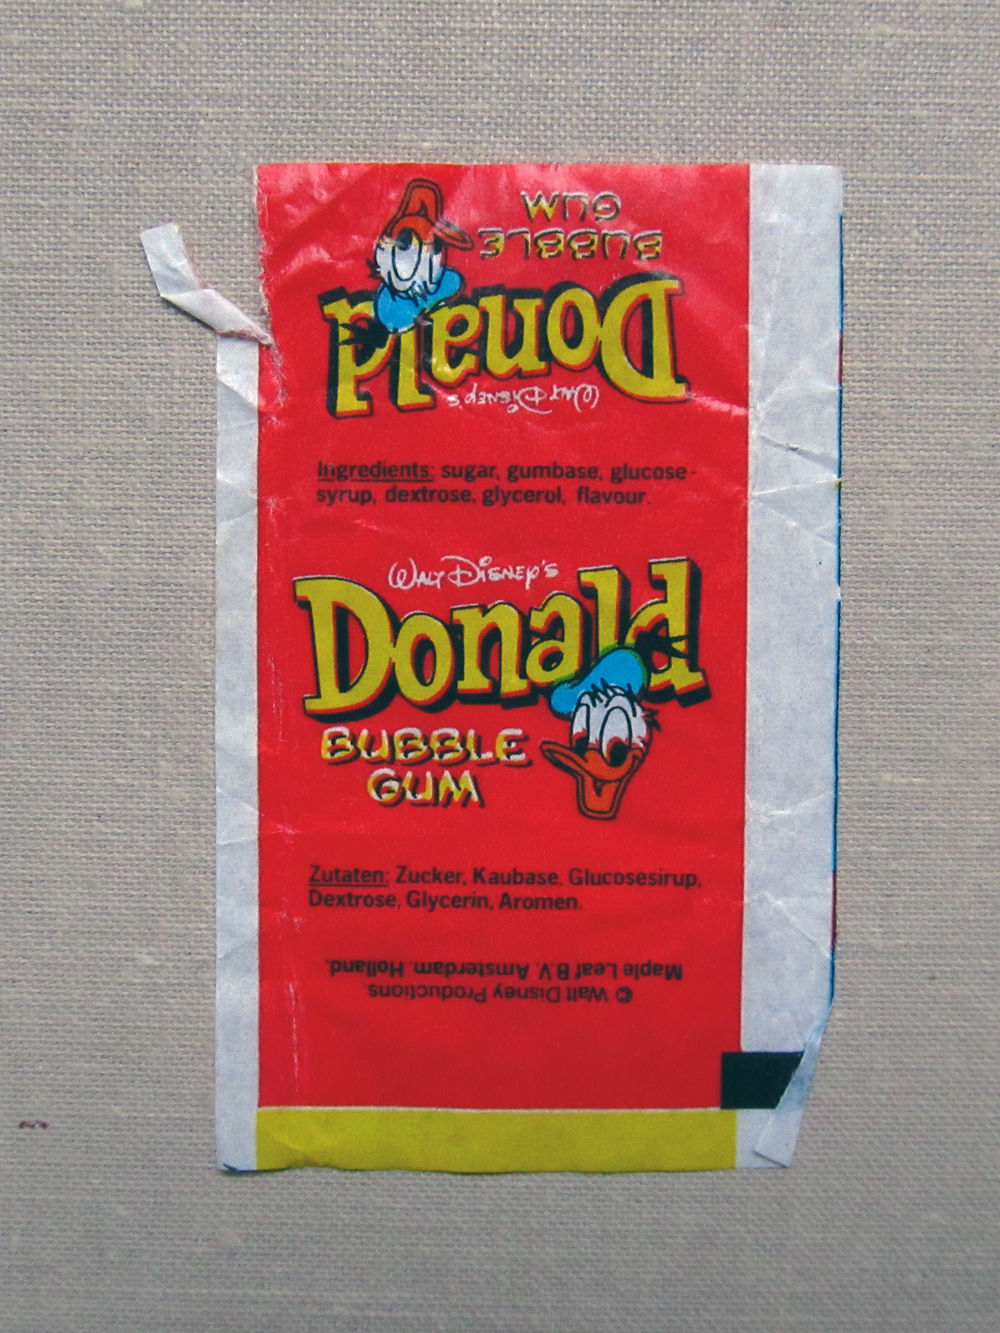 BUBBLE
GUM
Donald
Walt Disney's
Ingredients: sugar, gumbase, glucose-
syrup, dextrose, glycerol, flavour.
Walt Disney's
Donald
BUBBLE
GUM
Zutaten: Zucker, Kaubase, Glucosesirup,
Dextrose, Glycerin, Aromen.
© Walt Disney Productions
Maple Leaf B.V. Amsterdam. Holland.